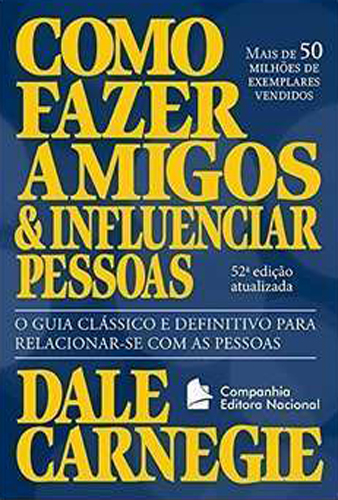 COMO
FAZER
MAIS DE 50
MILHÕES DE
EXEMPLARES
VENDIDOS
AMIGOS
& INFLUENCIAR
PESSOAS
52ª edição
atualizada
O GUIA CLÁSSICO E DEFINITIVO PARA
RELACIONAR-SE COM AS PESSOAS
DALE
CARNEGIE
Companhia
Editora Nacional